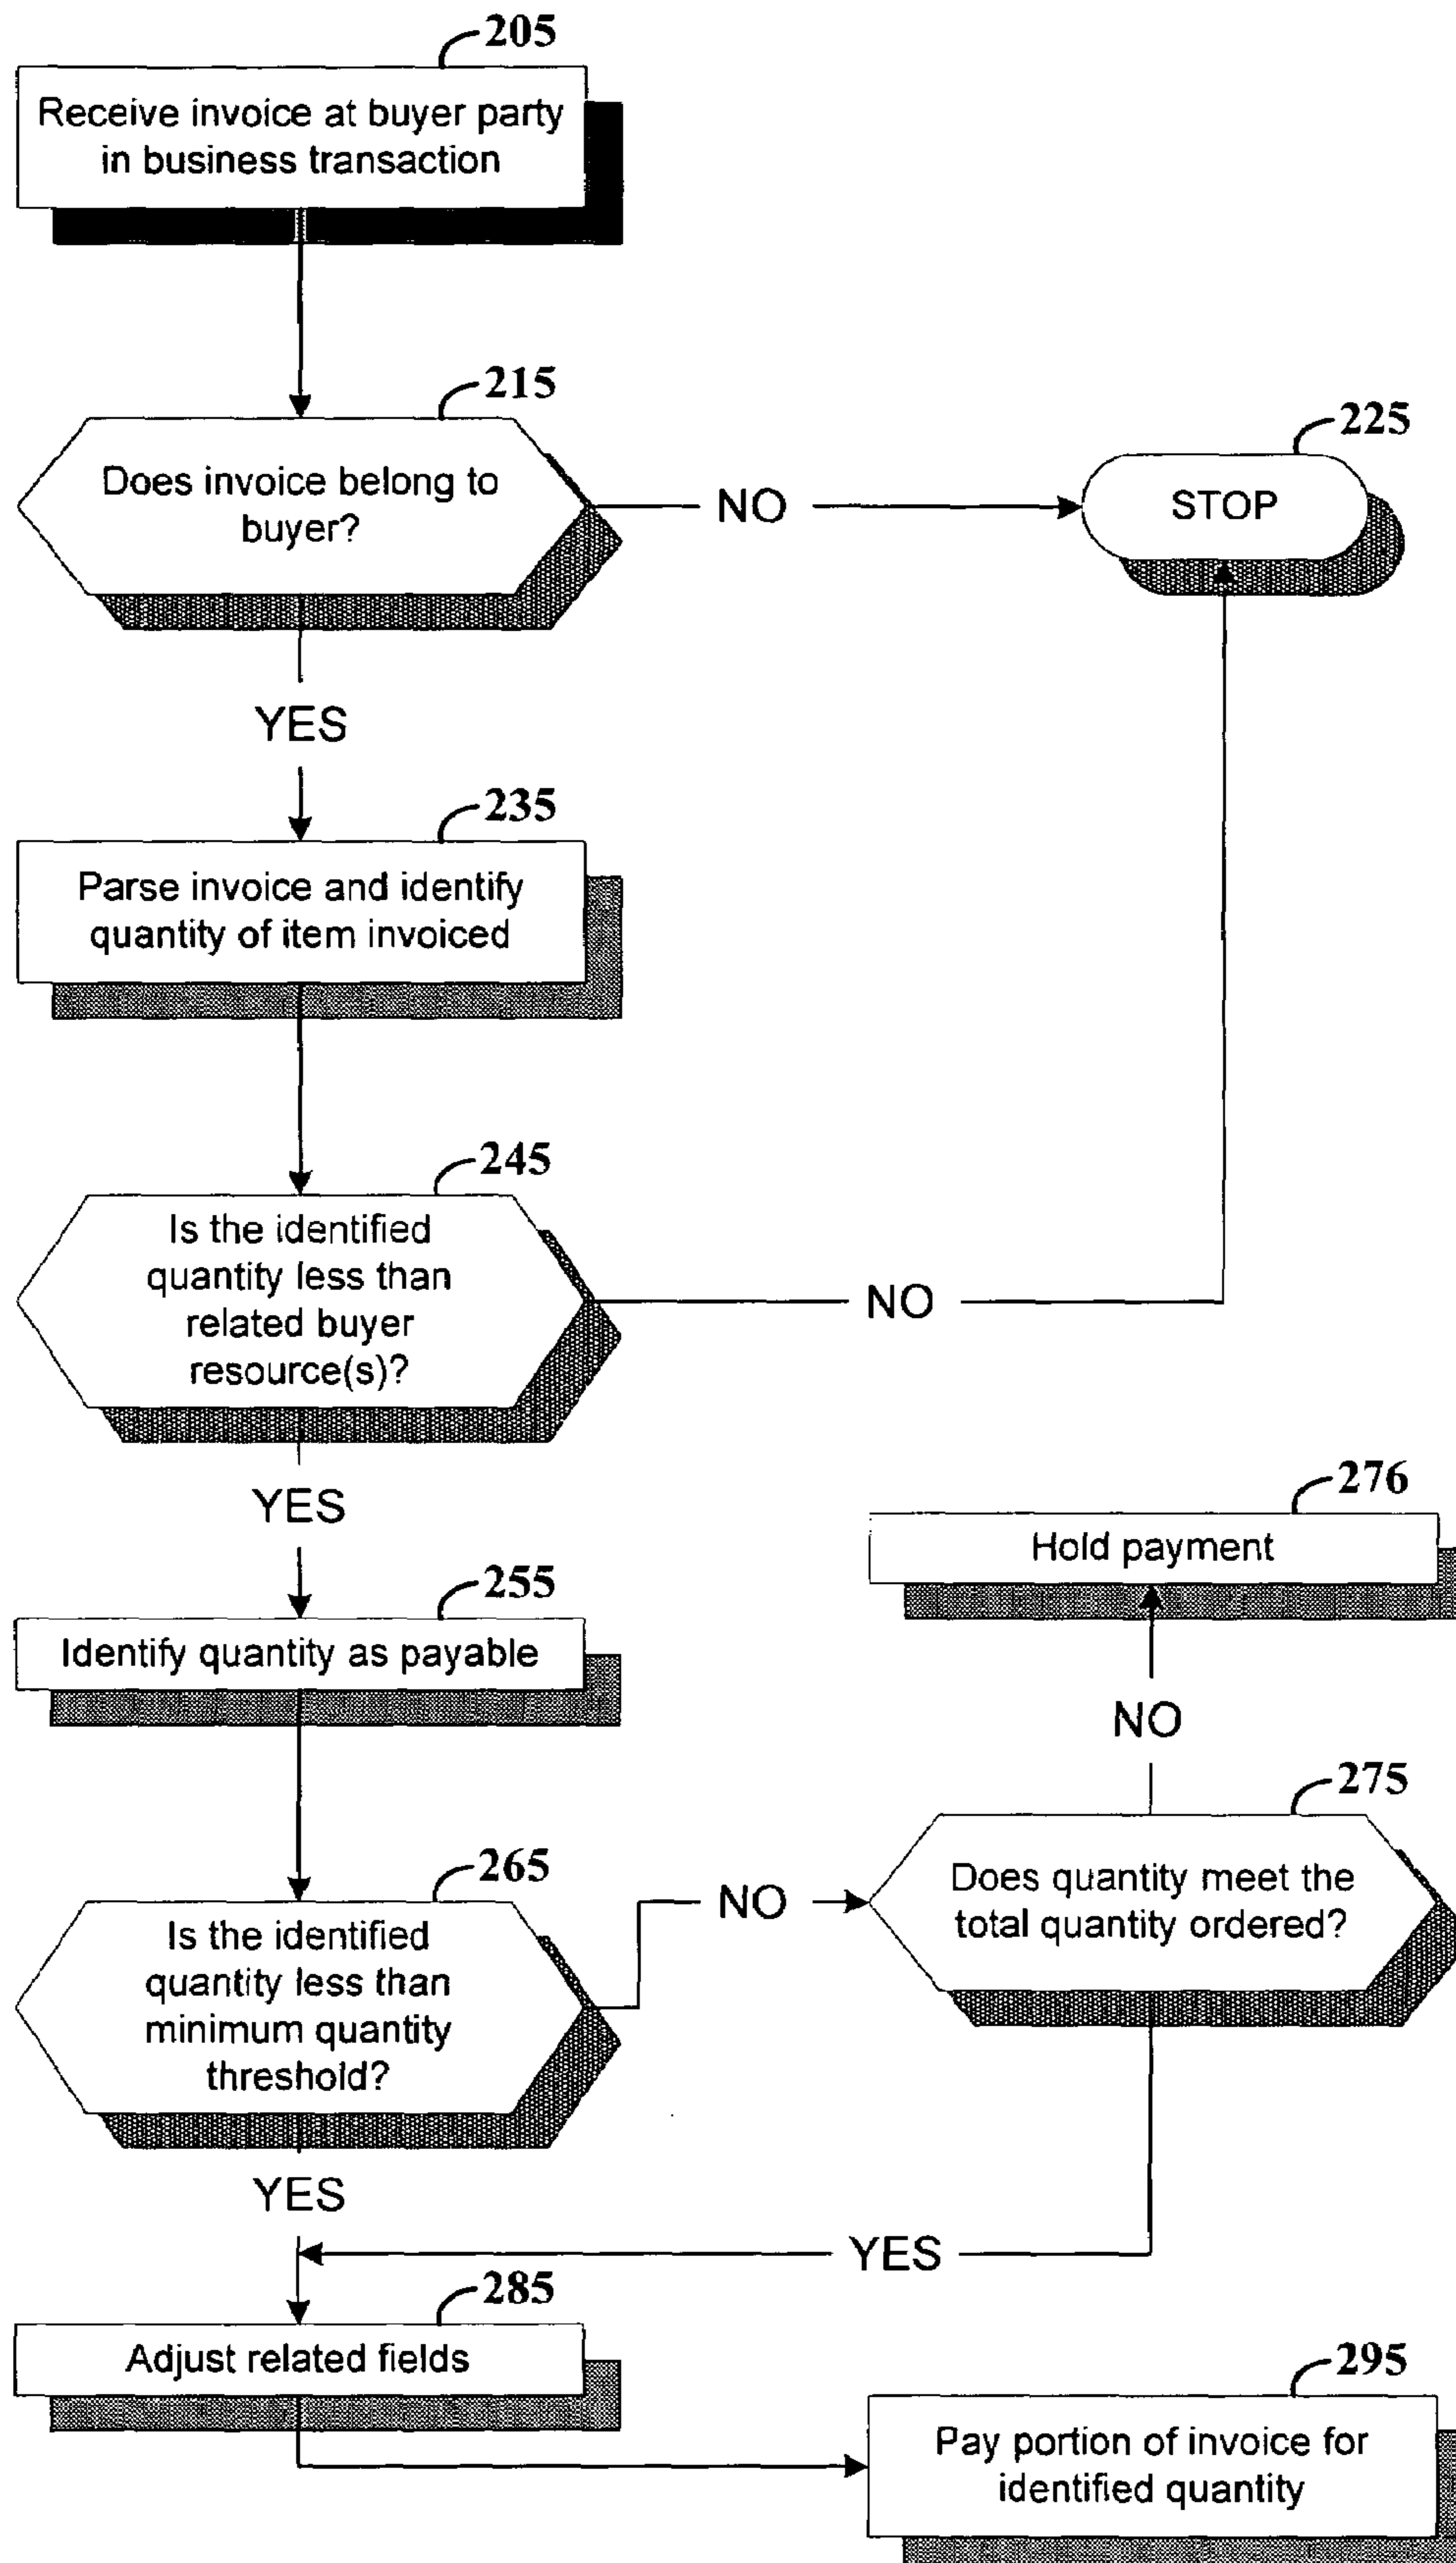 205
Receive invoice at buyer party
in business transaction
215
Does invoice belong to
buyer?
NO
225
STOP
YES
235
Parse invoice and identify
quantity of item invoiced
245
Is the identified
quantity less than
related buyer
resource(s)?
NO
YES
276
Hold payment
255
Identify quantity as payable
NO
275
Does quantity meet the
total quantity ordered?
265
Is the identified
quantity less than
minimum quantity
threshold?
NO
YES
YES
285
Adjust related fields
295
Pay portion of invoice for
identified quantity